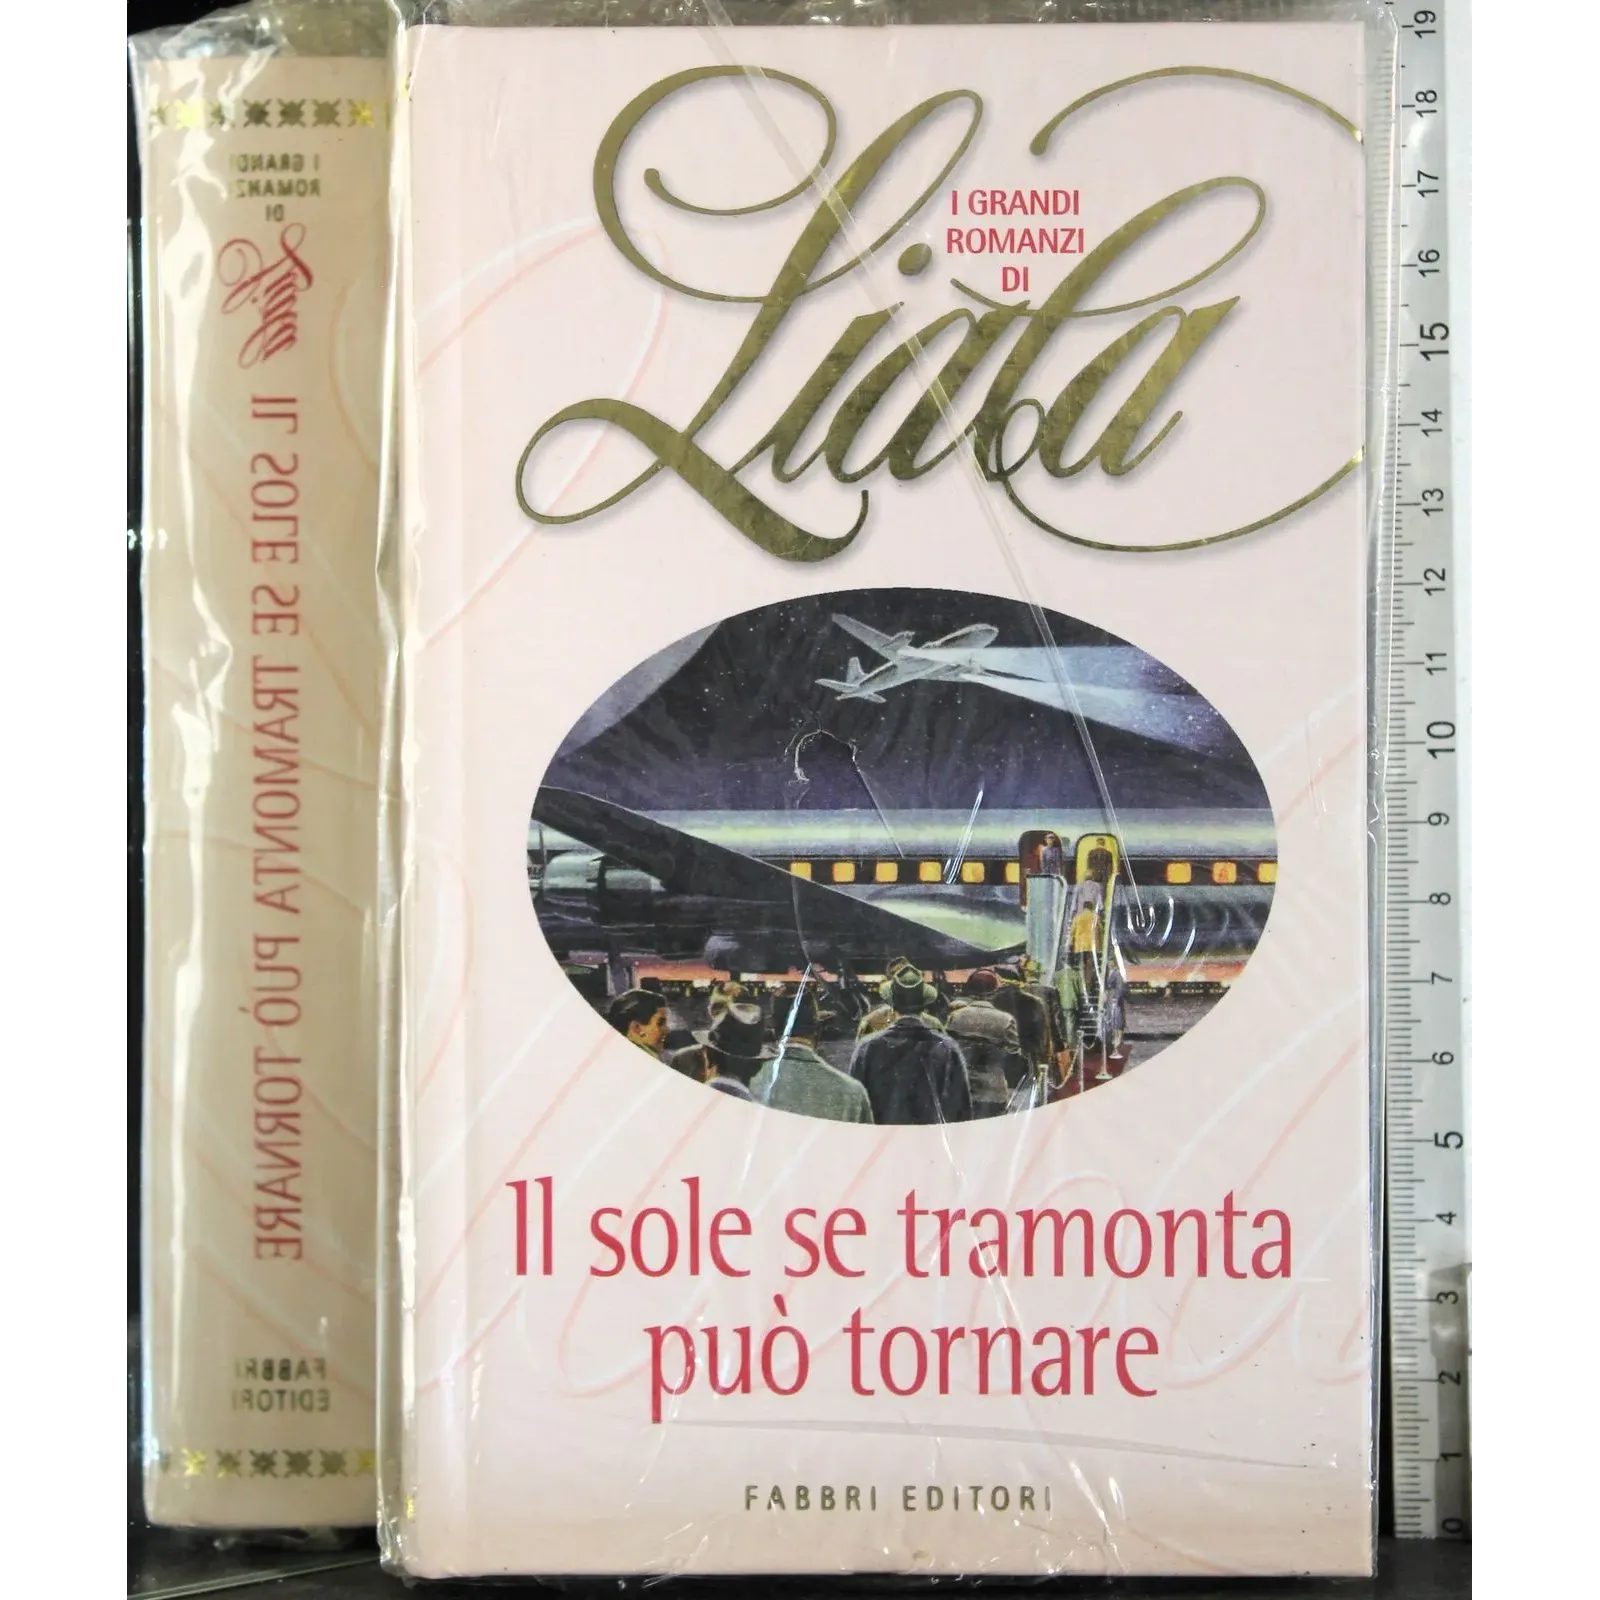 I GRANDI
ROMANZI
DI
Liala
IL SOLE SE TRAMONTA PUÒ TORNARE
FABBRI
EDITORI
I GRANDI
ROMANZI
DI
Liala
Il sole se tramonta
può tornare
FABBRI EDITORI
19
18
17
16
15
14
13
12
11
10
9
8
7
6
5
4
3
2
1
0